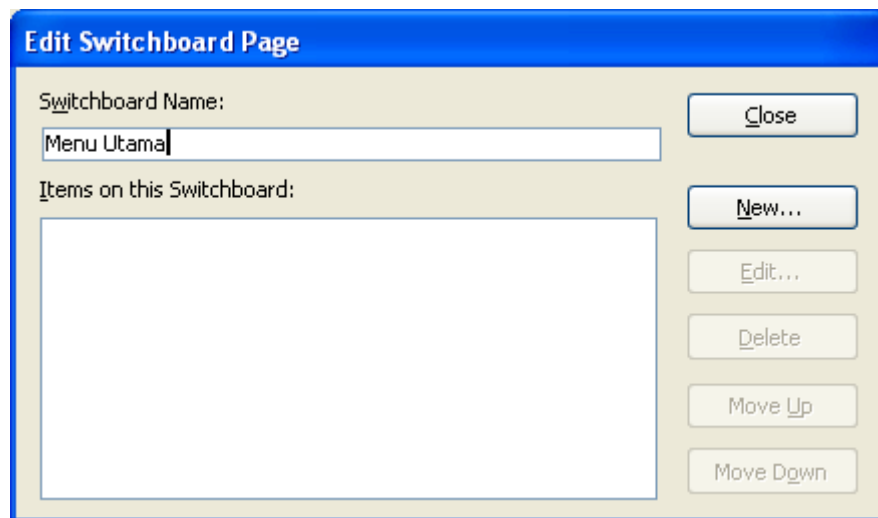 Edit Switchboard Page
Switchboard Name:
Close
Menu Utama
Items on this Switchboard:
New...
Edit...
Delete
Move Up
Move Down